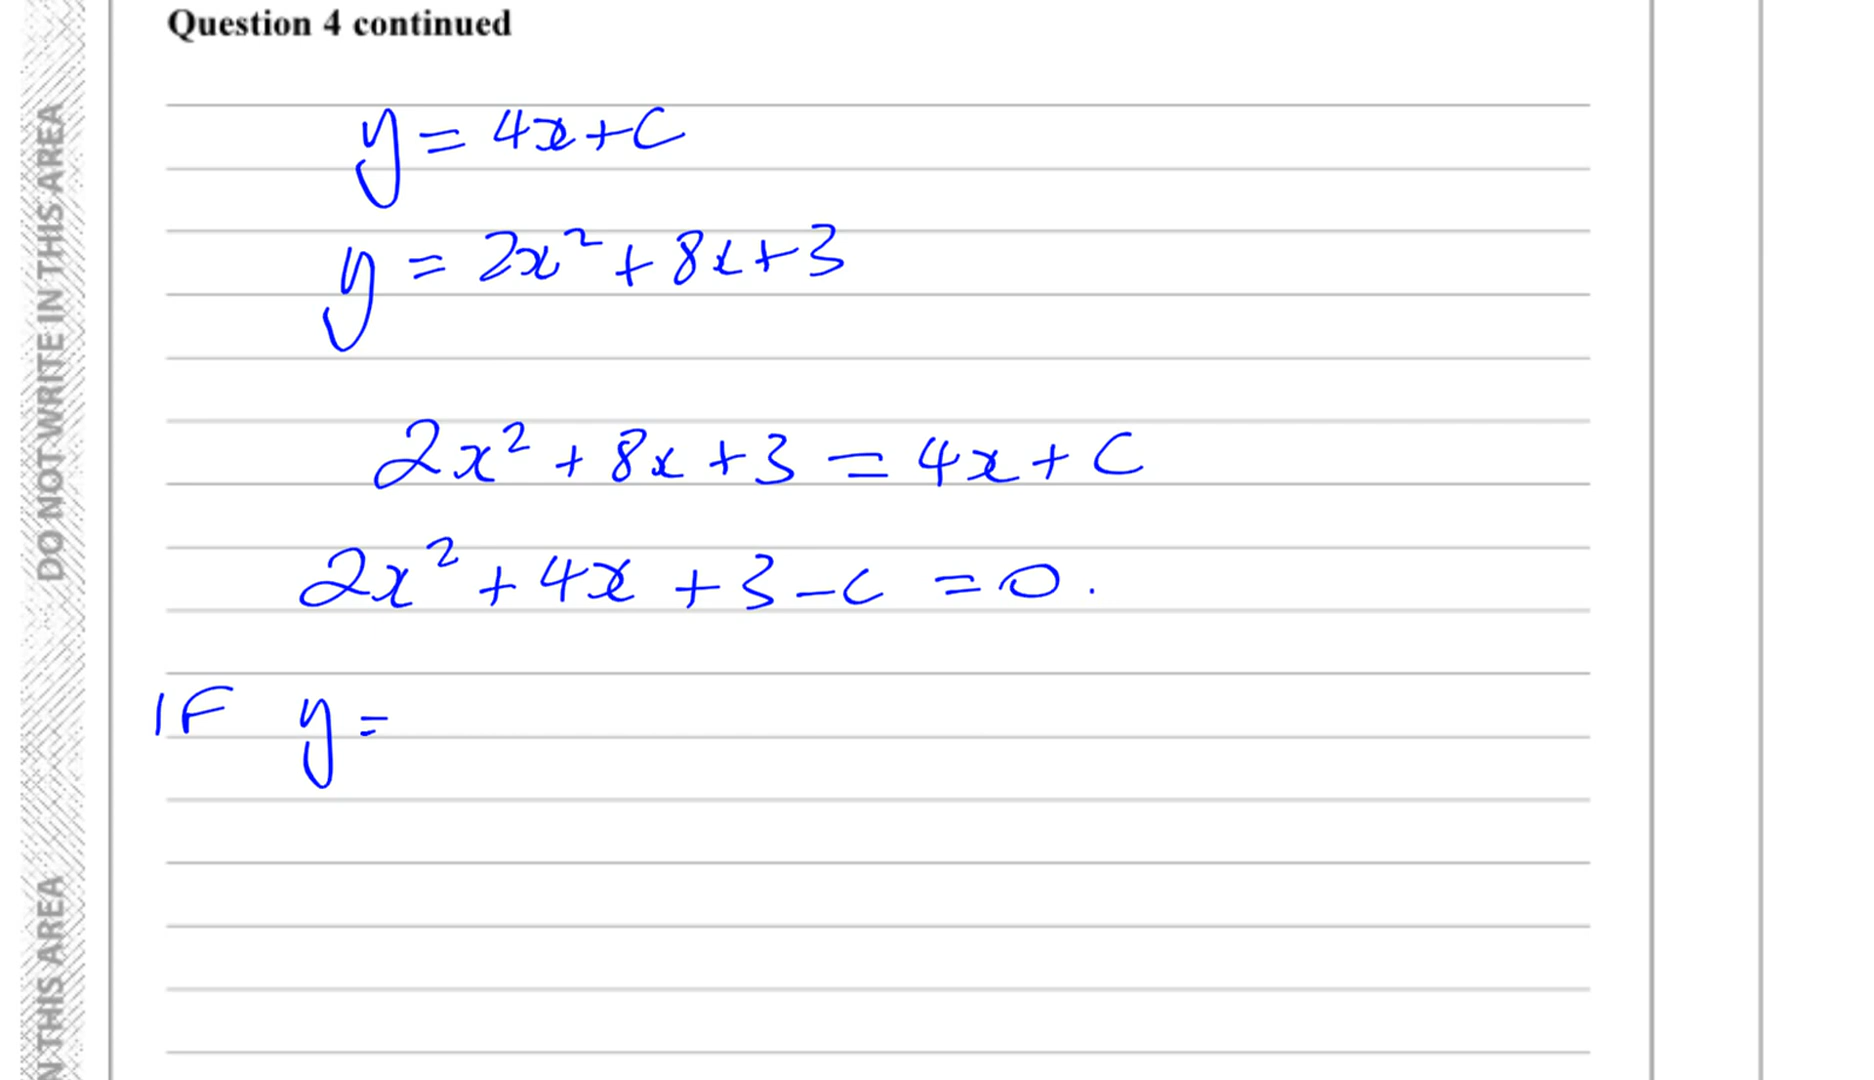 Question 4 continued
y = 4x + C
y = 2x² + 8x + 3
2x² + 8x + 3 = 4x + C
2x² + 4x + 3 - C = 0.
IF y =
DO NOT WRITE IN THIS AREA
N THIS AREA